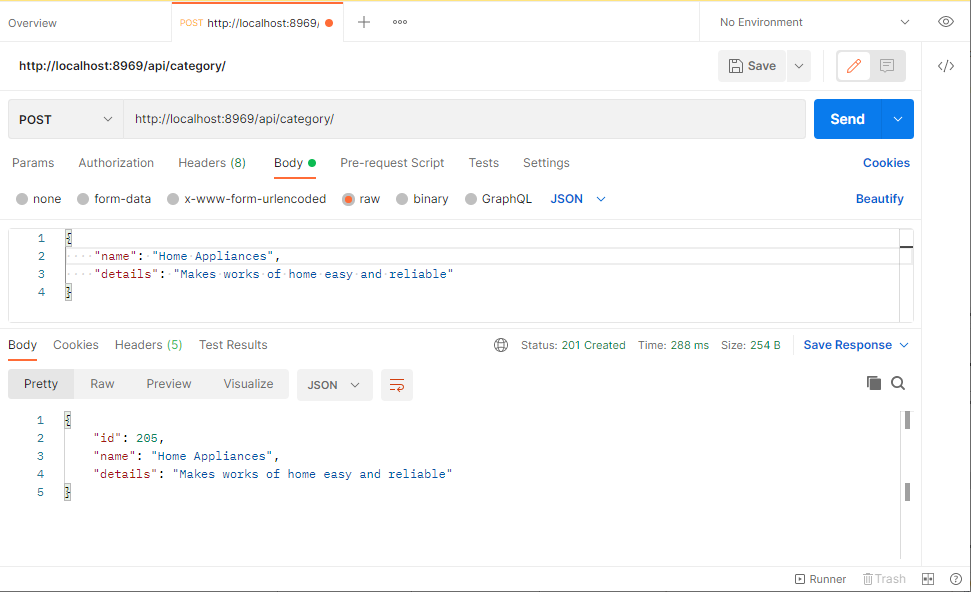 Overview POST http://localhost:8969/ No Environment
http://localhost:8969/api/category/ Save
POST http://localhost:8969/api/category/ Send
Params Authorization Headers (8) Body Pre-request Script Tests Settings Cookies
none form-data x-www-form-urlencoded raw binary GraphQL JSON Beautify
1 {
2 "name": "Home Appliances",
3 "details": "Makes works of home easy and reliable"
4 }
Body Cookies Headers (5) Test Results Status: 201 Created Time: 288 ms Size: 254 B Save Response
Pretty Raw Preview Visualize JSON
1 {
2 "id": 205,
3 "name": "Home Appliances",
4 "details": "Makes works of home easy and reliable"
5 }
Runner Trash